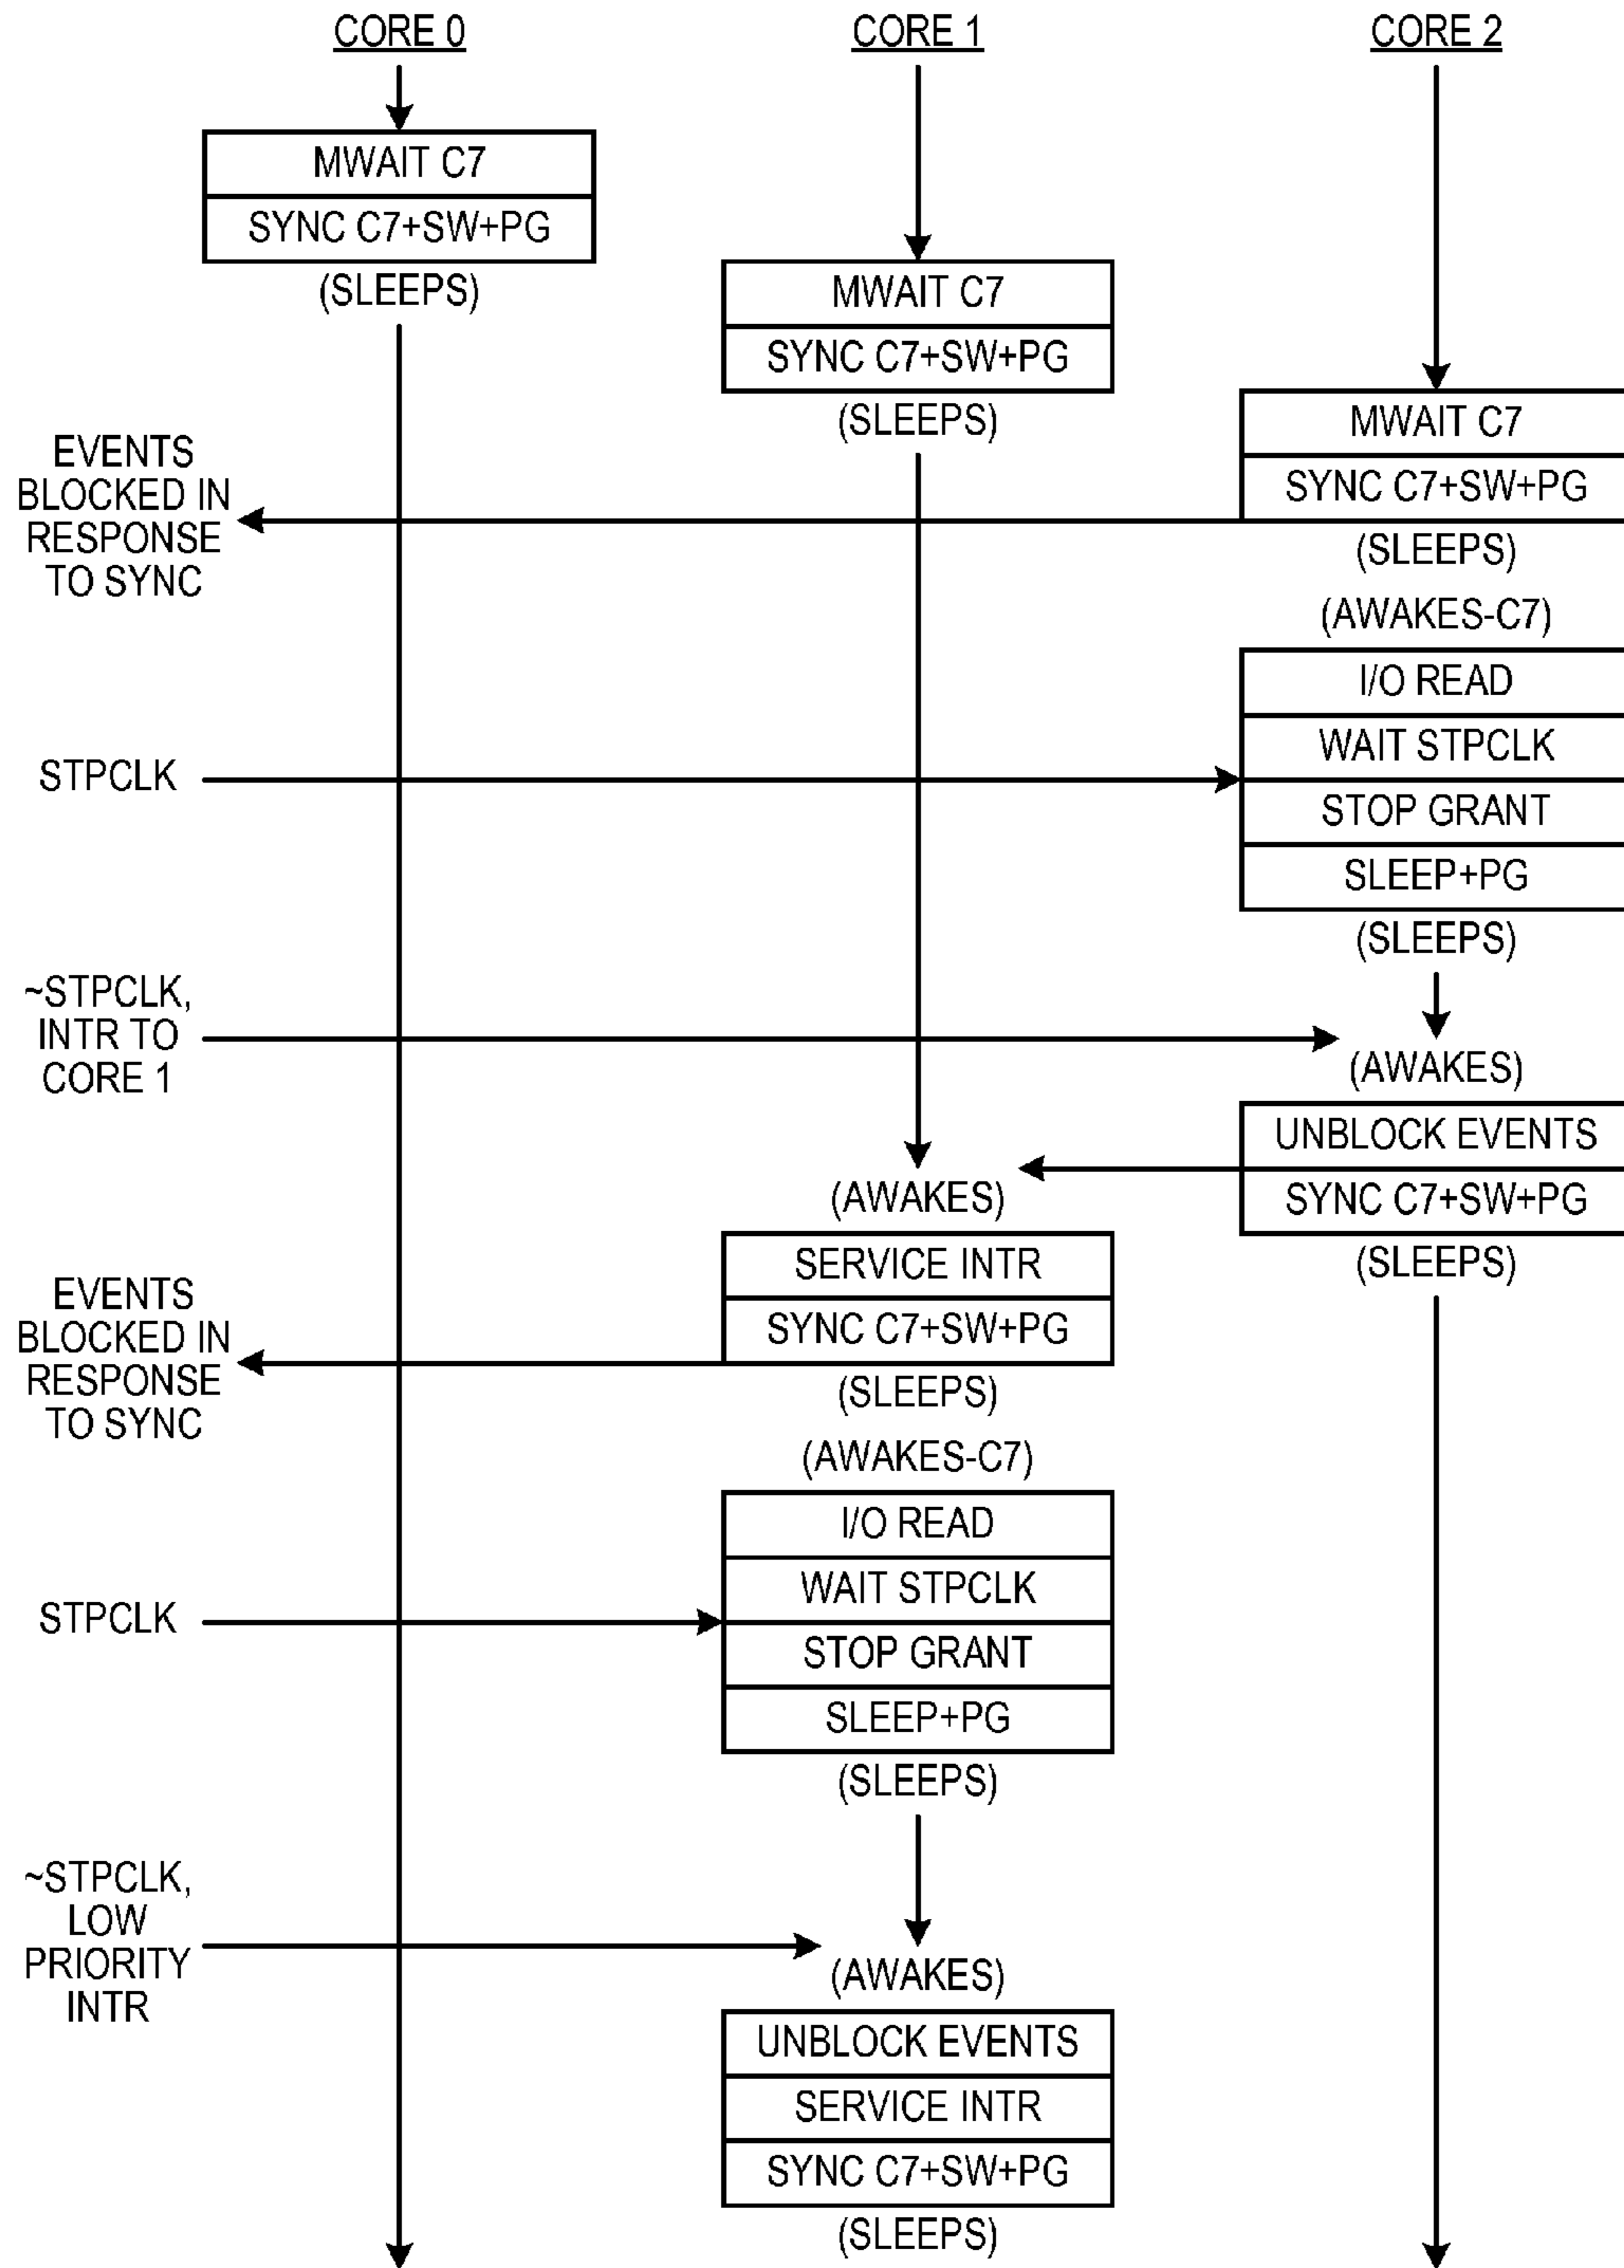 CORE 0
CORE 1
CORE 2
MWAIT C7
SYNC C7+SW+PG
(SLEEPS)
MWAIT C7
SYNC C7+SW+PG
(SLEEPS)
MWAIT C7
SYNC C7+SW+PG
(SLEEPS)
EVENTS
BLOCKED IN
RESPONSE
TO SYNC
(AWAKES-C7)
I/O READ
WAIT STPCLK
STPCLK
STOP GRANT
SLEEP+PG
(SLEEPS)
~STPCLK,
INTR TO
CORE 1
(AWAKES)
UNBLOCK EVENTS
SYNC C7+SW+PG
(SLEEPS)
(AWAKES)
SERVICE INTR
SYNC C7+SW+PG
(SLEEPS)
EVENTS
BLOCKED IN
RESPONSE
TO SYNC
(AWAKES-C7)
I/O READ
WAIT STPCLK
STPCLK
STOP GRANT
SLEEP+PG
(SLEEPS)
~STPCLK,
LOW
PRIORITY
INTR
(AWAKES)
UNBLOCK EVENTS
SERVICE INTR
SYNC C7+SW+PG
(SLEEPS)